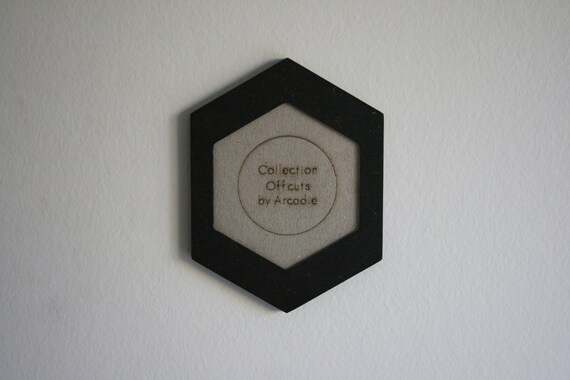 Collection
Offcuts
by Arcadie